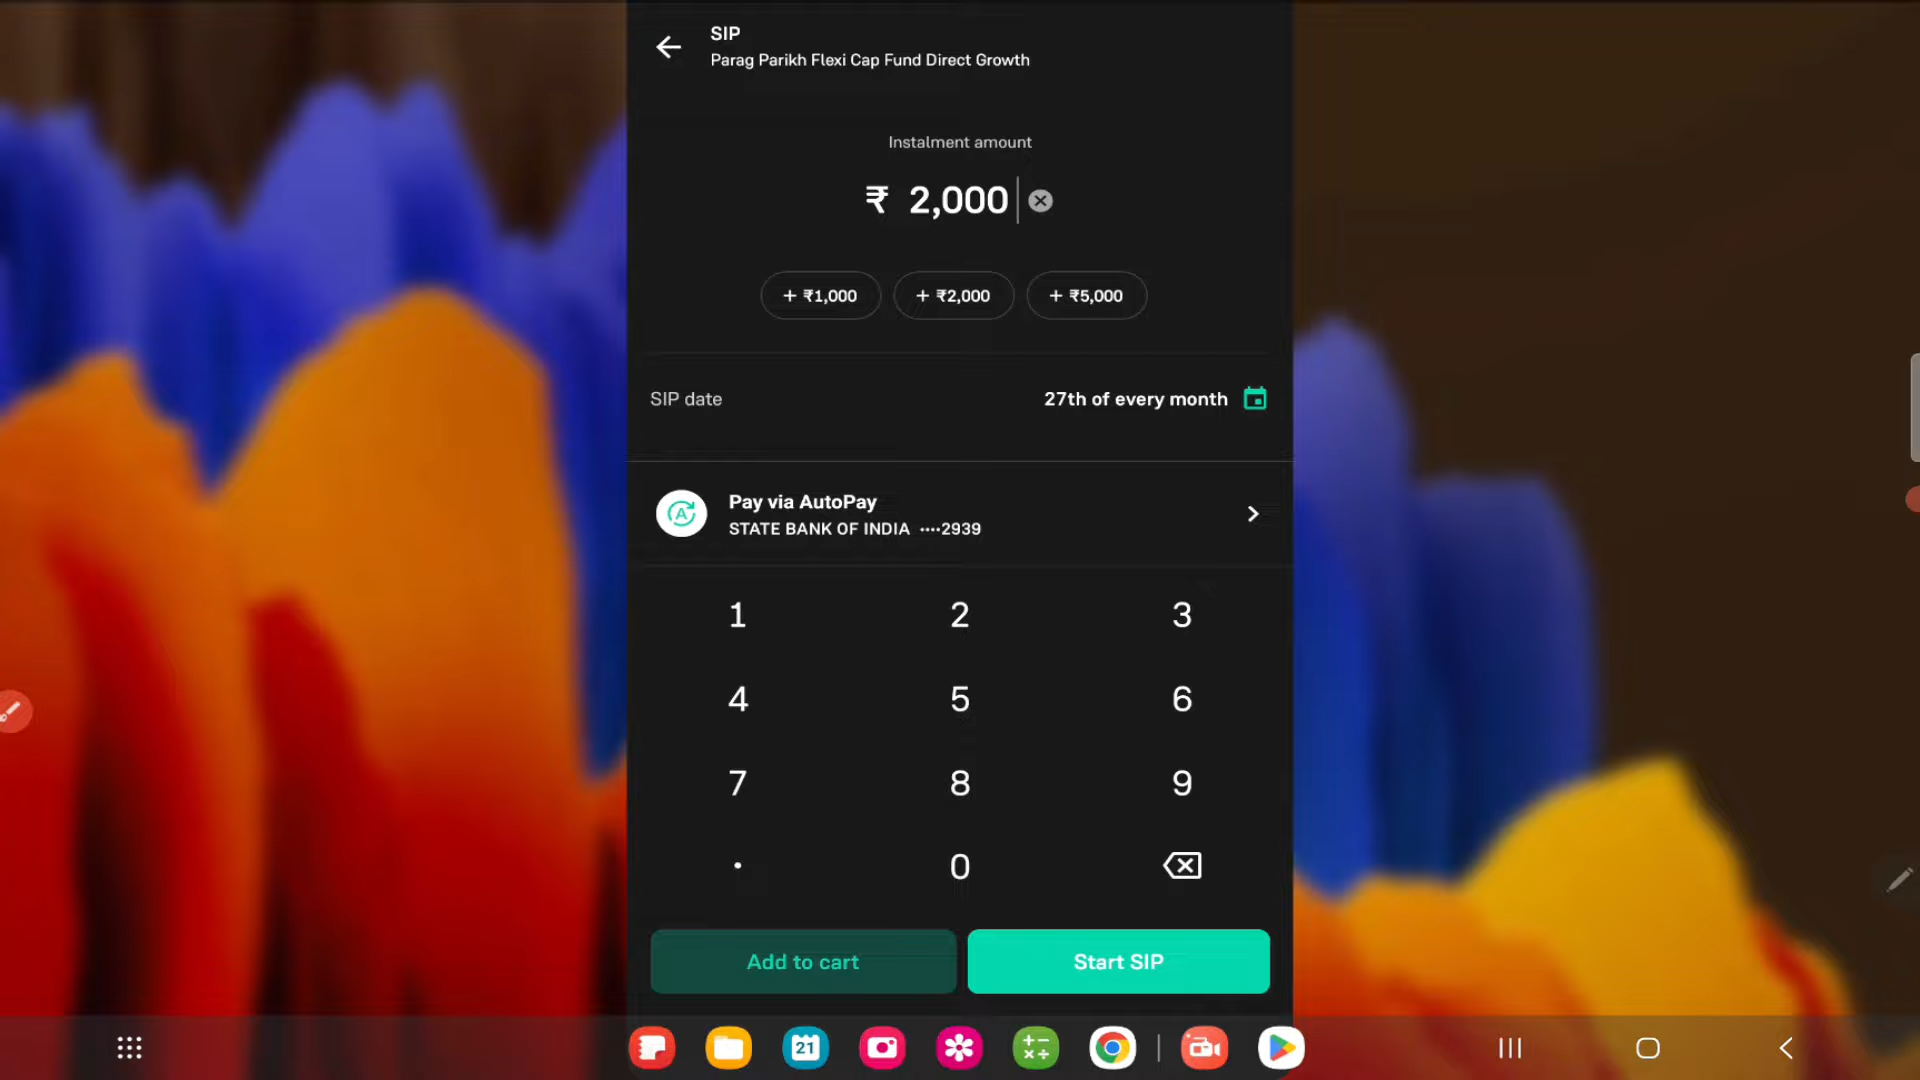 SIP
Parag Parikh Flexi Cap Fund Direct Growth
Instalment amount
₹ 2,000
+ ₹1,000 + ₹2,000 + ₹5,000
SIP date 27th of every month
Pay via AutoPay
STATE BANK OF INDIA ····2939
1 2 3
4 5 6
7 8 9
. 0
Add to cart Start SIP
21